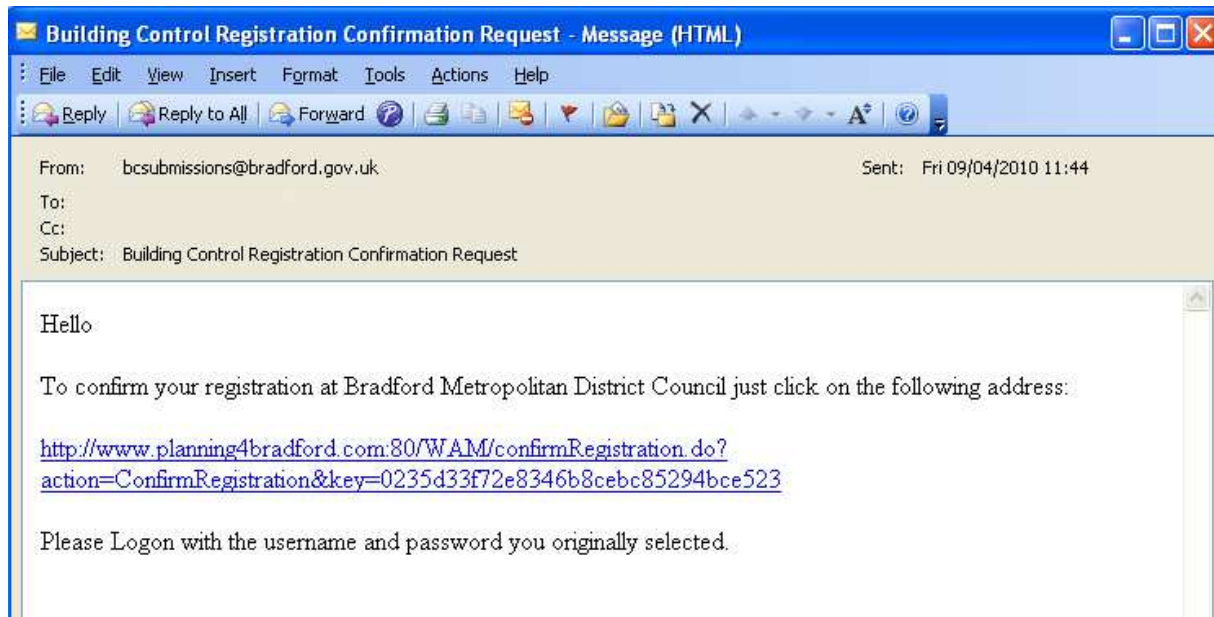 Building Control Registration Confirmation Request - Message (HTML)
File Edit View Insert Format Tools Actions Help
Reply Reply to All Forward
From: bcsubmissions@bradford.gov.uk Sent: Fri 09/04/2010 11:44
To:
Cc:
Subject: Building Control Registration Confirmation Request
Hello
To confirm your registration at Bradford Metropolitan District Council just click on the following address:
http://www.planning4bradford.com:80/WAM/confirmRegistration.do?
action=ConfirmRegistration&key=0235d33f72e8346b8cebc85294bce523
Please Logon with the username and password you originally selected.